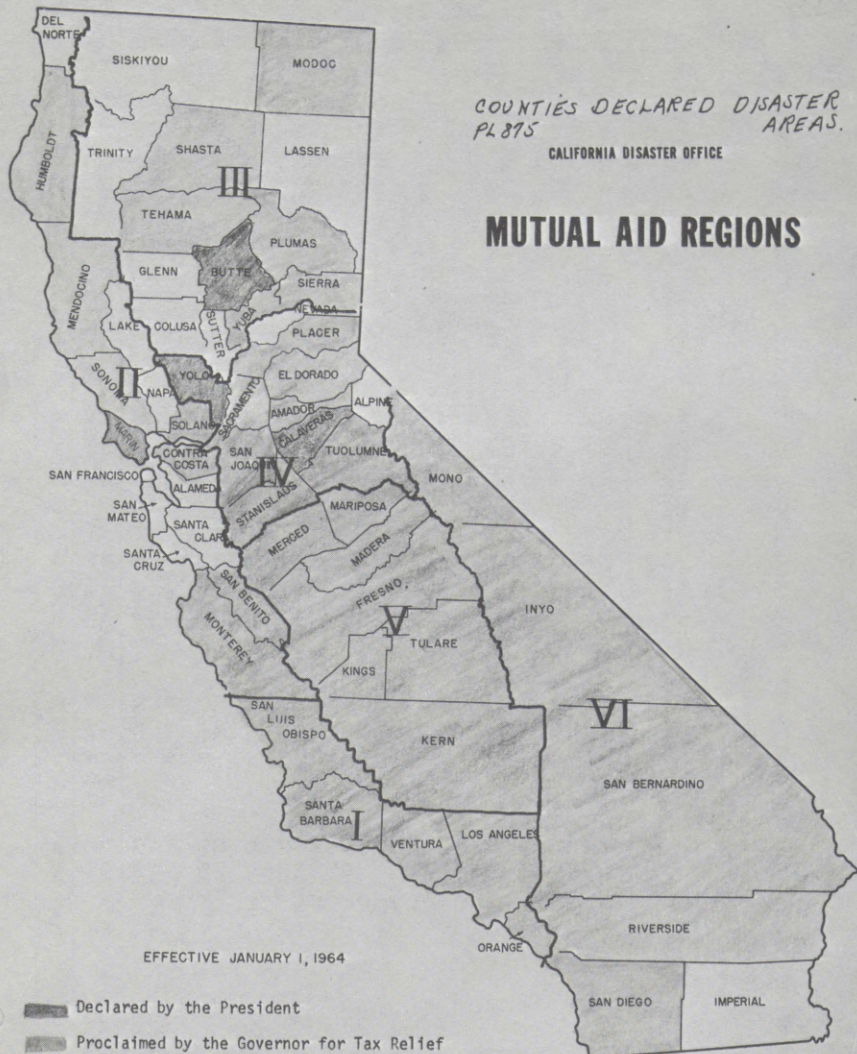 COUNTIES DECLARED DISASTER
PL 875 AREAS.
CALIFORNIA DISASTER OFFICE
MUTUAL AID REGIONS
DEL
NORTE
SISKIYOU
MODOC
HUMBOLDT
TRINITY
SHASTA
LASSEN
III
TEHAMA
PLUMAS
GLENN
BUTTE
SIERRA
MENDOCINO
LAKE
COLUSA
SUTTER
YUBA
NEVADA
PLACER
SONOMA
II
NAPA
YOLO
EL DORADO
SACRAMENTO
AMADOR
ALPINE
SOLANO
CALAVERAS
MARIN
CONTRA
COSTA
SAN
JOAQUIN
IV
TUOLUMNE
MONO
SAN FRANCISCO
ALAMED
STANISLAUS
MARIPOSA
SAN
MATEO
SANTA
CLAR
MERCED
MADERA
SANTA
CRUZ
SAN BENITO
FRESNO
INYO
MONTEREY
V
TULARE
KINGS
SAN
LUIS
OBISPO
KERN
VI
SAN BERNARDINO
SANTA
BARBARA
I
VENTURA
LOS ANGELES
ORANGE
RIVERSIDE
SAN DIEGO
IMPERIAL
EFFECTIVE JANUARY 1, 1964
Declared by the President
Proclaimed by the Governor for Tax Relief